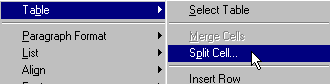 Table
Paragraph Format
List
Align
Select Table
Merge Cells
Split Cell...
Insert Row